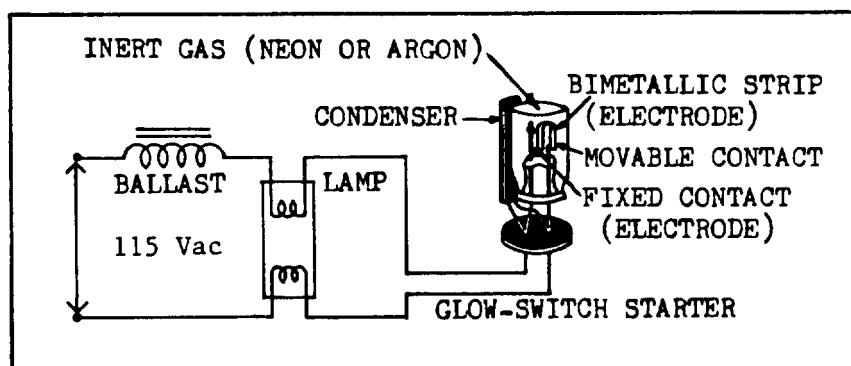 INERT GAS (NEON OR ARGON)
BIMETALLIC STRIP
(ELECTRODE)
CONDENSER
MOVABLE CONTACT
BALLAST
LAMP
FIXED CONTACT
(ELECTRODE)
115 Vac
GLOW-SWITCH STARTER